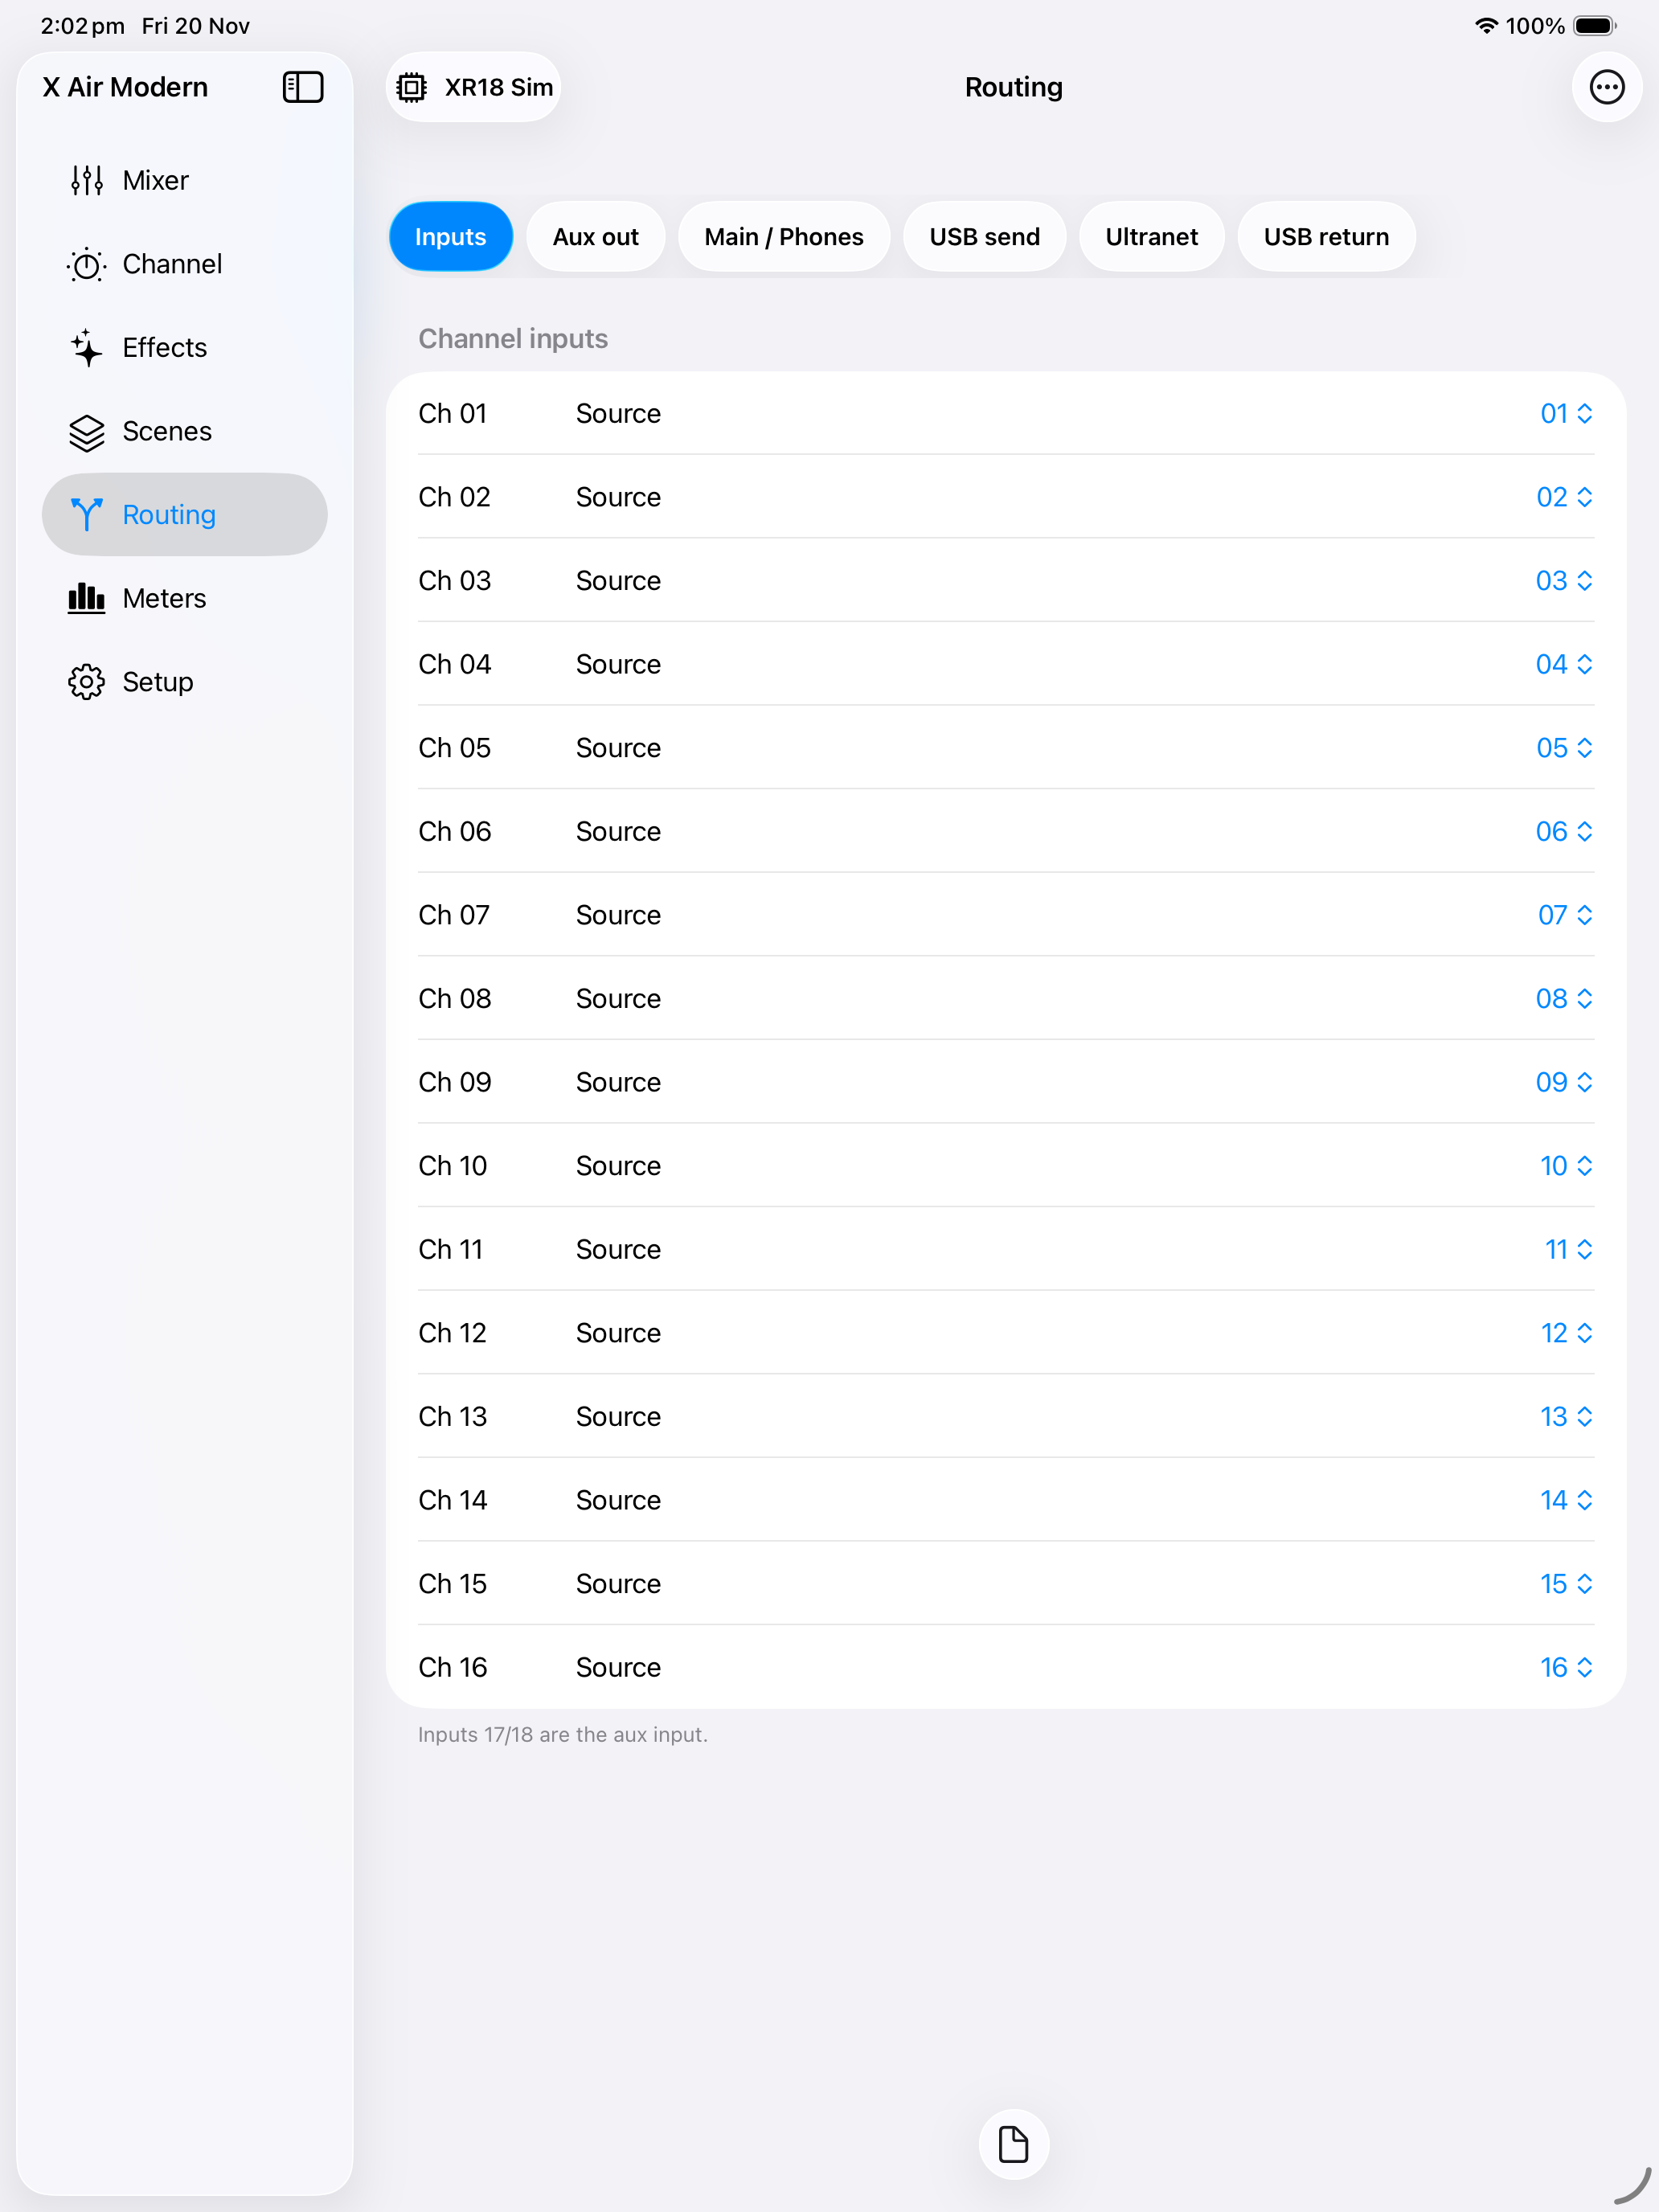 2:02 pm Fri 20 Nov
100%
X Air Modern
XR18 Sim
Routing
Mixer
Channel
Effects
Scenes
Routing
Meters
Setup
Inputs Aux out Main / Phones USB send Ultranet USB return
Channel inputs
Ch 01 Source 01
Ch 02 Source 02
Ch 03 Source 03
Ch 04 Source 04
Ch 05 Source 05
Ch 06 Source 06
Ch 07 Source 07
Ch 08 Source 08
Ch 09 Source 09
Ch 10 Source 10
Ch 11 Source 11
Ch 12 Source 12
Ch 13 Source 13
Ch 14 Source 14
Ch 15 Source 15
Ch 16 Source 16
Inputs 17/18 are the aux input.